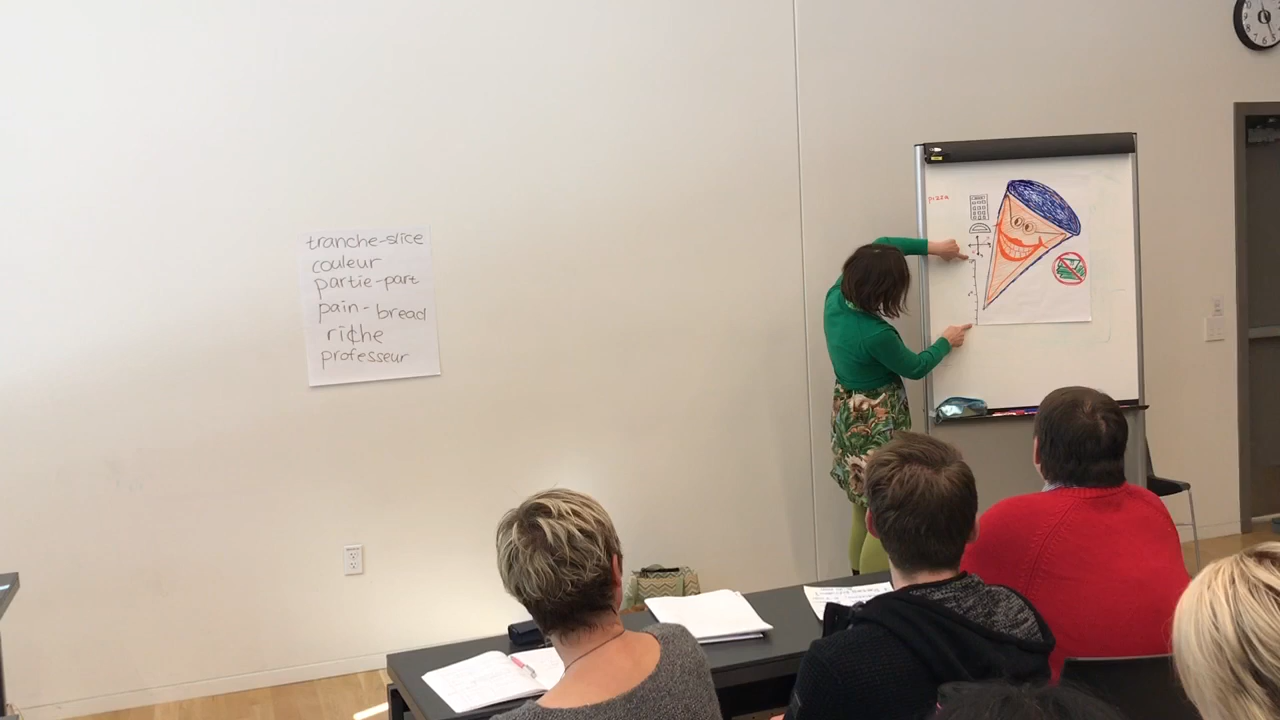 tranche-slice
couleur
partie-part
pain-bread
riche
professeur
pizza